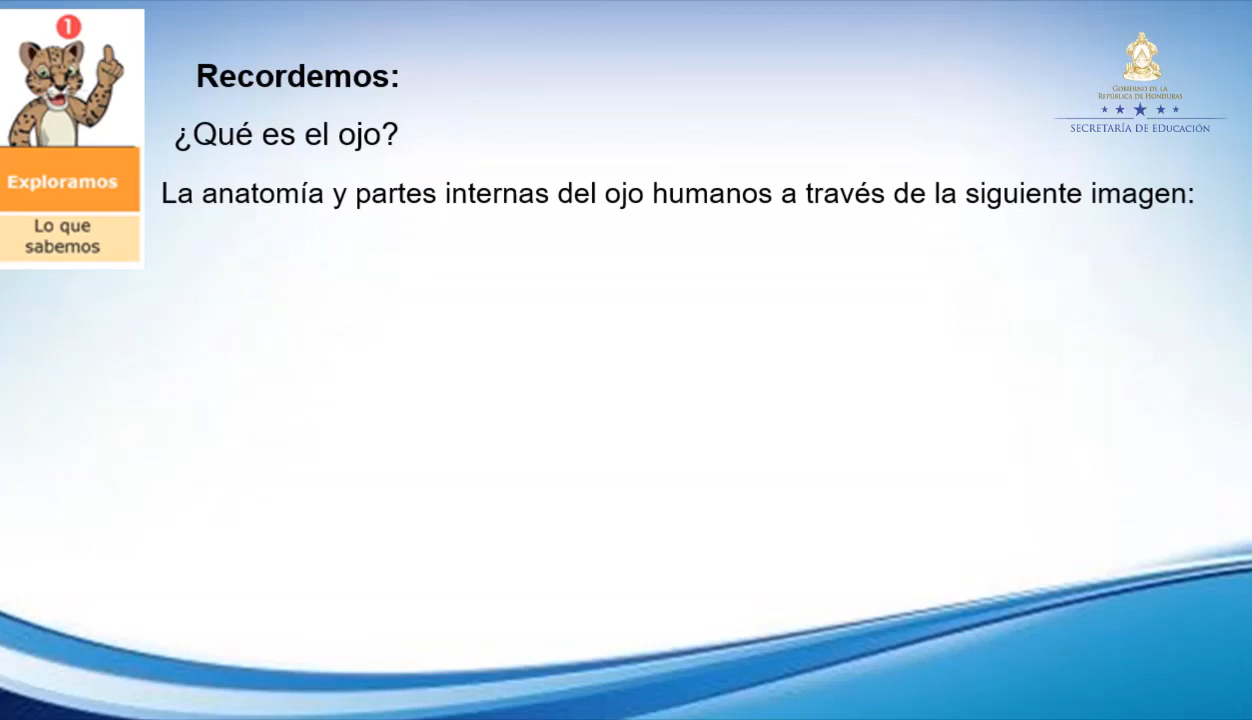 1
Recordemos:
¿Qué es el ojo?
La anatomía y partes internas del ojo humanos a través de la siguiente imagen:
Exploramos
Lo que
sabemos
GOBIERNO DE LA
REPÚBLICA DE HONDURAS
SECRETARÍA DE EDUCACIÓN